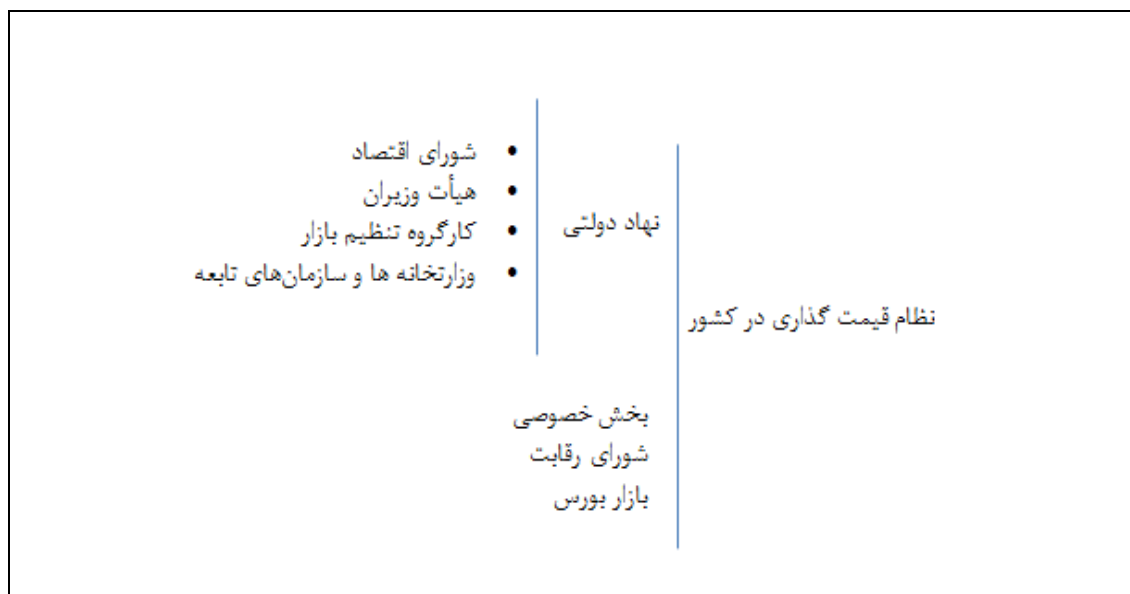 نظام قیمت گذاری در کشور
نهاد دولتی
• شورای اقتصاد
• هیأت وزیران
• کارگروه تنظیم بازار
• وزارتخانه ها و سازمان‌های تابعه
بخش خصوصی
شورای رقابت
بازار بورس